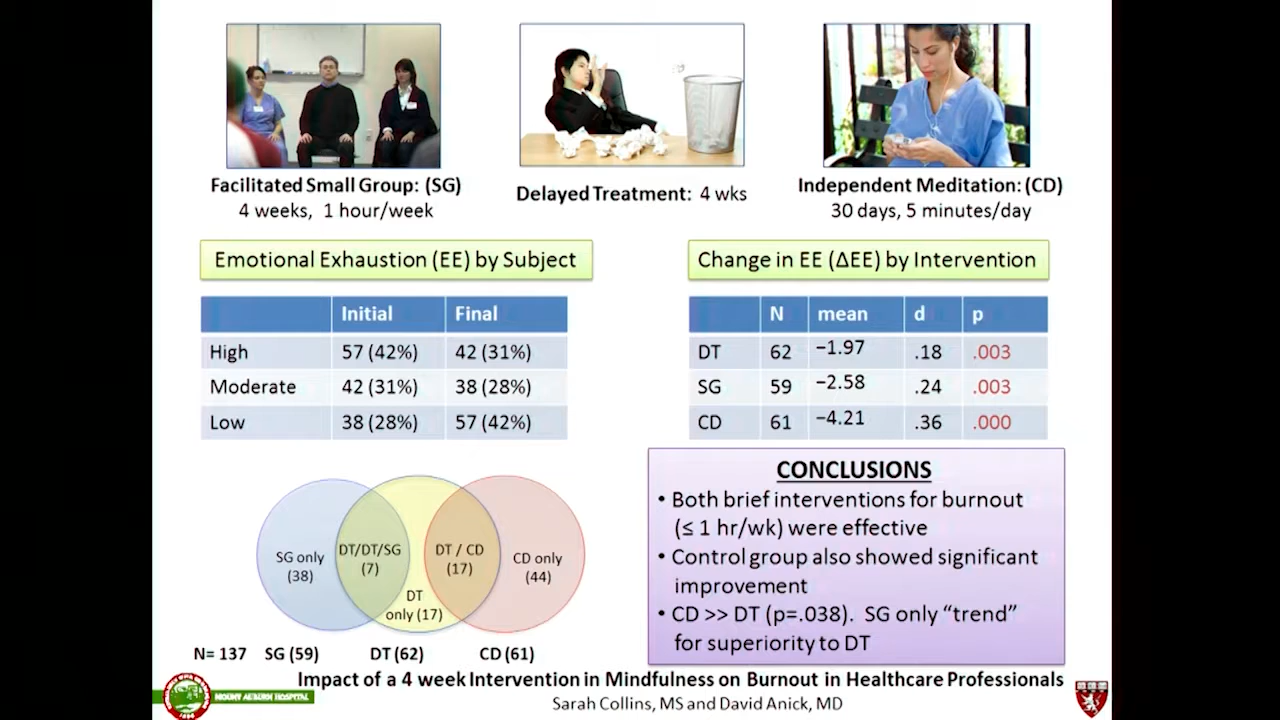 Facilitated Small Group: (SG)
4 weeks, 1 hour/week
Delayed Treatment: 4 wks
Independent Meditation: (CD)
30 days, 5 minutes/day
Emotional Exhaustion (EE) by Subject
Initial Final
High 57 (42%) 42 (31%)
Moderate 42 (31%) 38 (28%)
Low 38 (28%) 57 (42%)
Change in EE (ΔEE) by Intervention
N mean d p
DT 62 −1.97 .18 .003
SG 59 −2.58 .24 .003
CD 61 −4.21 .36 .000
SG only
(38)
DT/DT/SG
(7)
DT
only (17)
DT / CD
(17)
CD only
(44)
N= 137 SG (59) DT (62) CD (61)
CONCLUSIONS
• Both brief interventions for burnout
(≤ 1 hr/wk) were effective
• Control group also showed significant
improvement
• CD >> DT (p=.038). SG only “trend”
for superiority to DT
Impact of a 4 week Intervention in Mindfulness on Burnout in Healthcare Professionals
Sarah Collins, MS and David Anick, MD
MOUNT AUBURN HOSPITAL